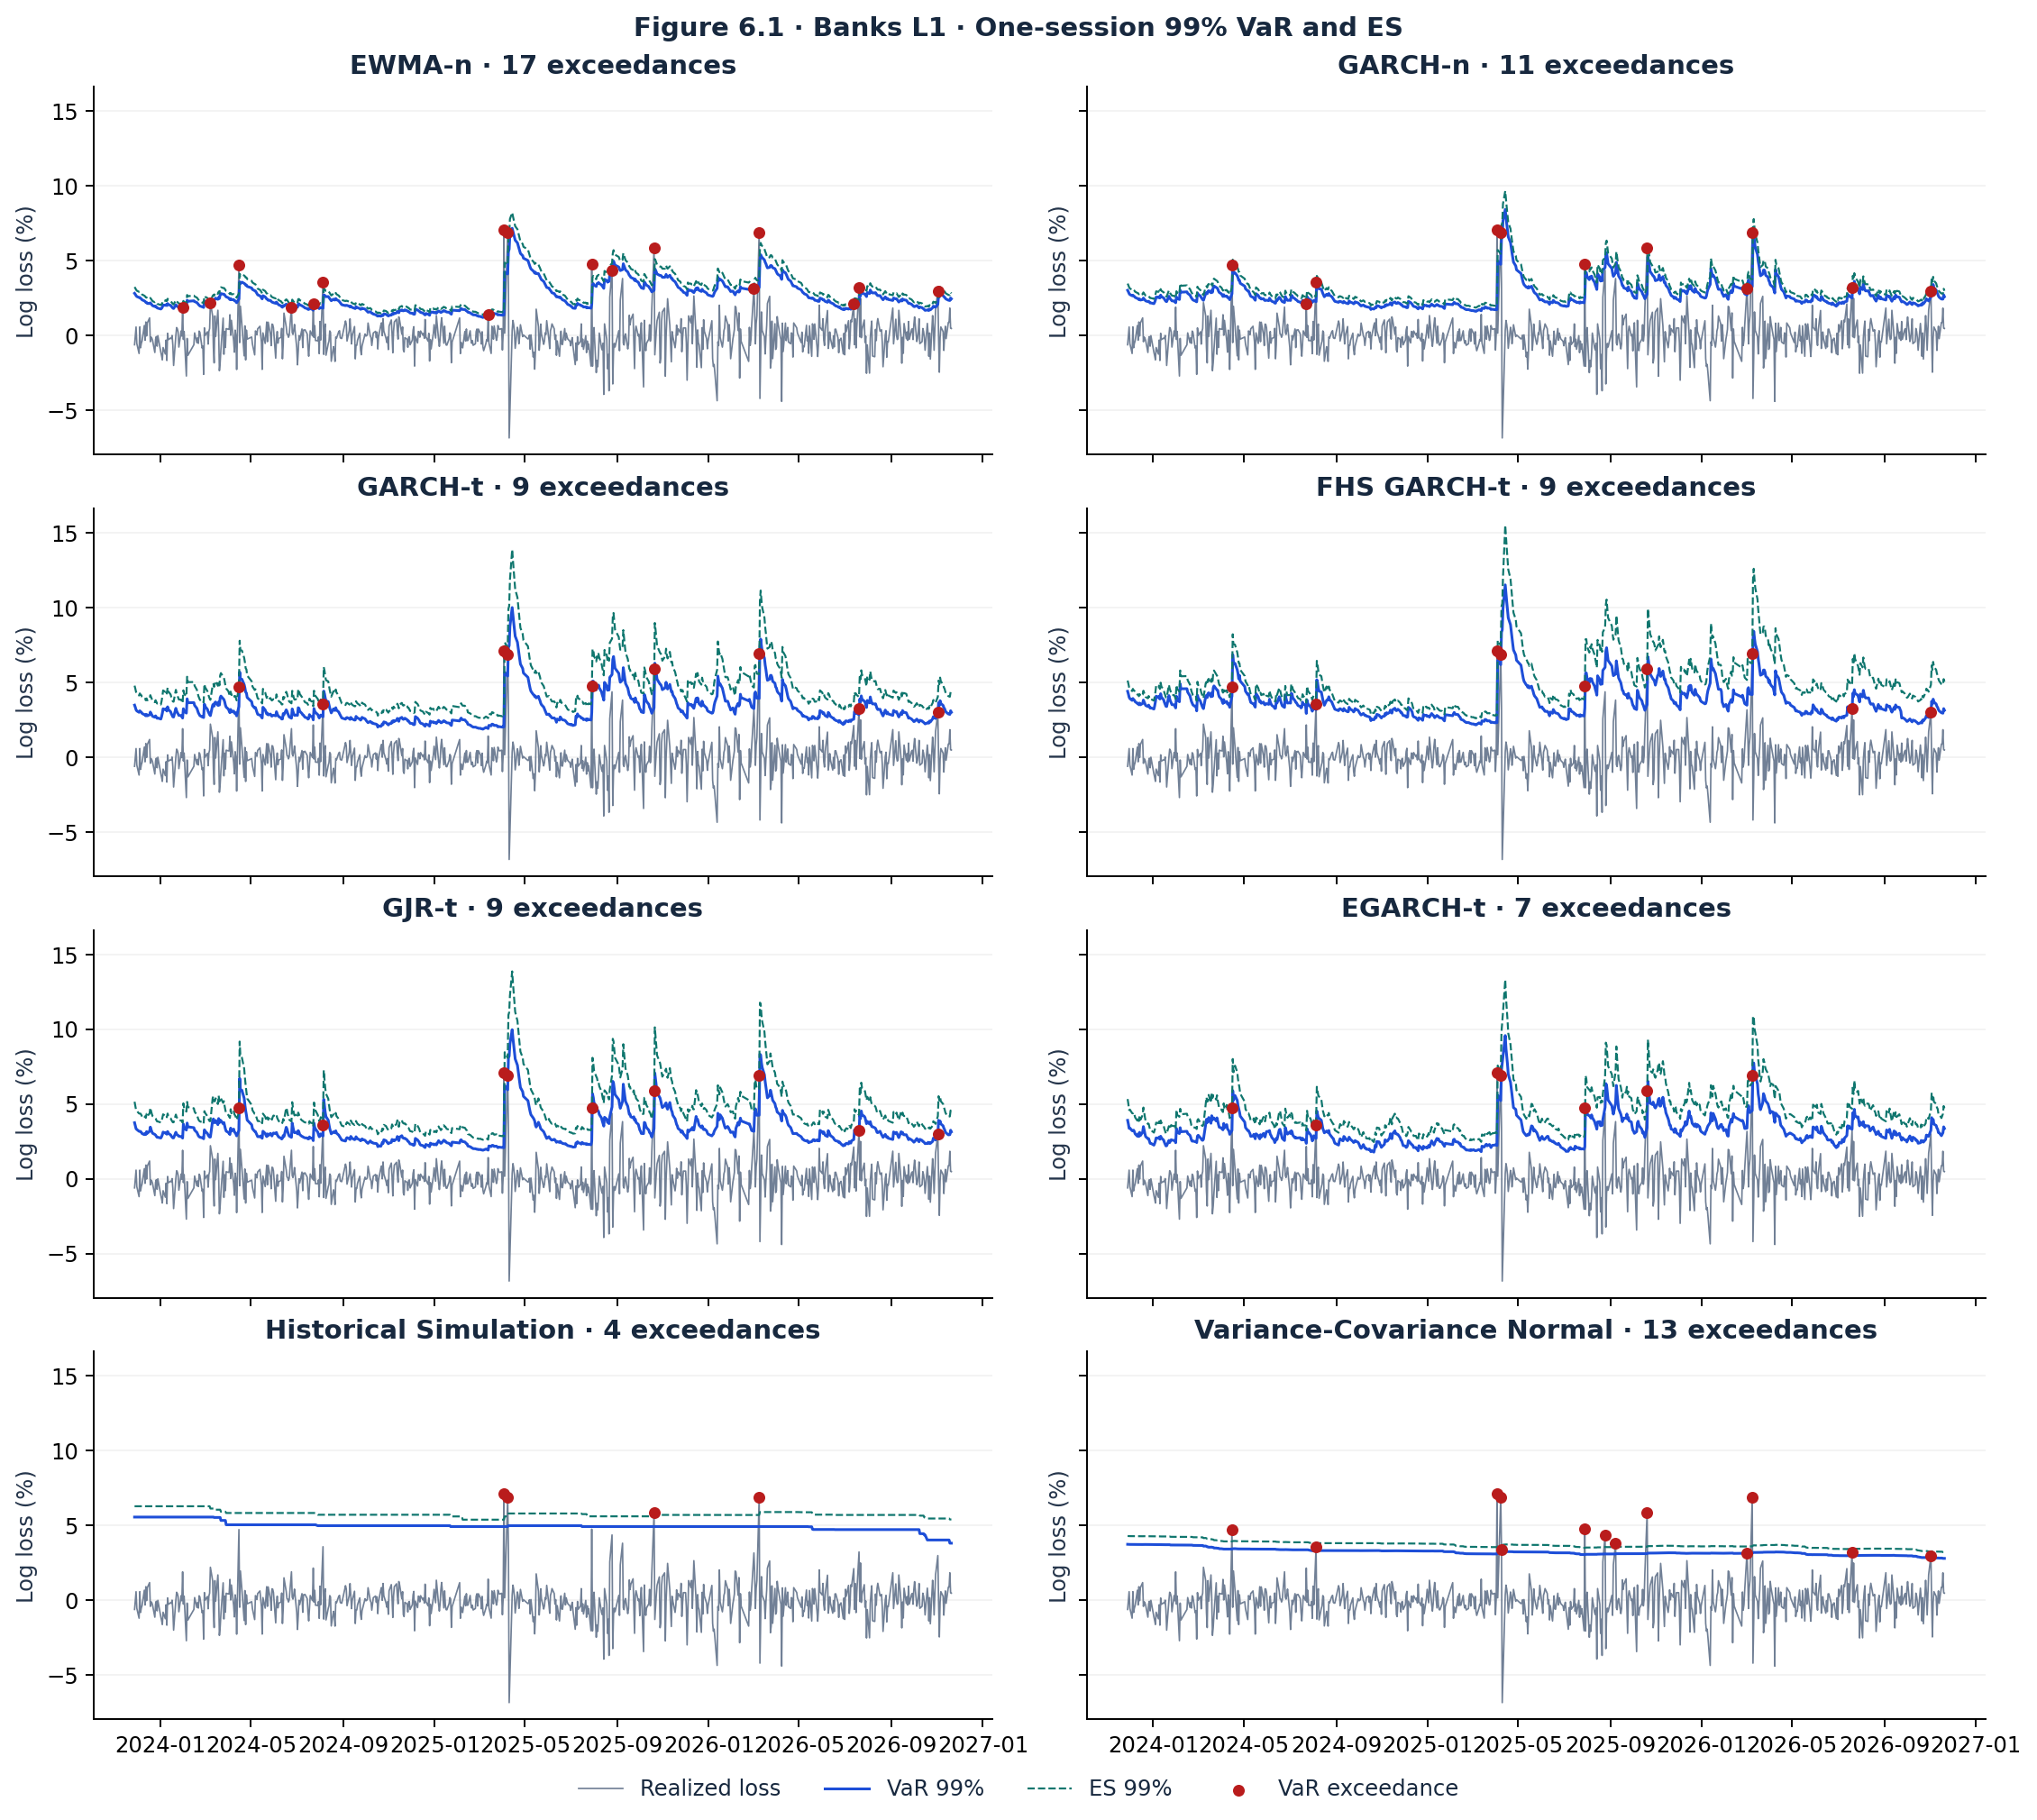 Figure 6.1 · Banks L1 · One-session 99% VaR and ES
EWMA-n · 17 exceedances
GARCH-n · 11 exceedances
15
10
5
0
−5
Log loss (%)
Log loss (%)
GARCH-t · 9 exceedances
FHS GARCH-t · 9 exceedances
15
10
5
0
−5
Log loss (%)
Log loss (%)
GJR-t · 9 exceedances
EGARCH-t · 7 exceedances
15
10
5
0
−5
Log loss (%)
Log loss (%)
Historical Simulation · 4 exceedances
Variance-Covariance Normal · 13 exceedances
15
10
5
0
−5
Log loss (%)
Log loss (%)
2024-01 2024-05 2024-09 2025-01 2025-05 2025-09 2026-01 2026-05 2026-09 2027-01
2024-01 2024-05 2024-09 2025-01 2025-05 2025-09 2026-01 2026-05 2026-09 2027-01
Realized loss VaR 99% ES 99% VaR exceedance